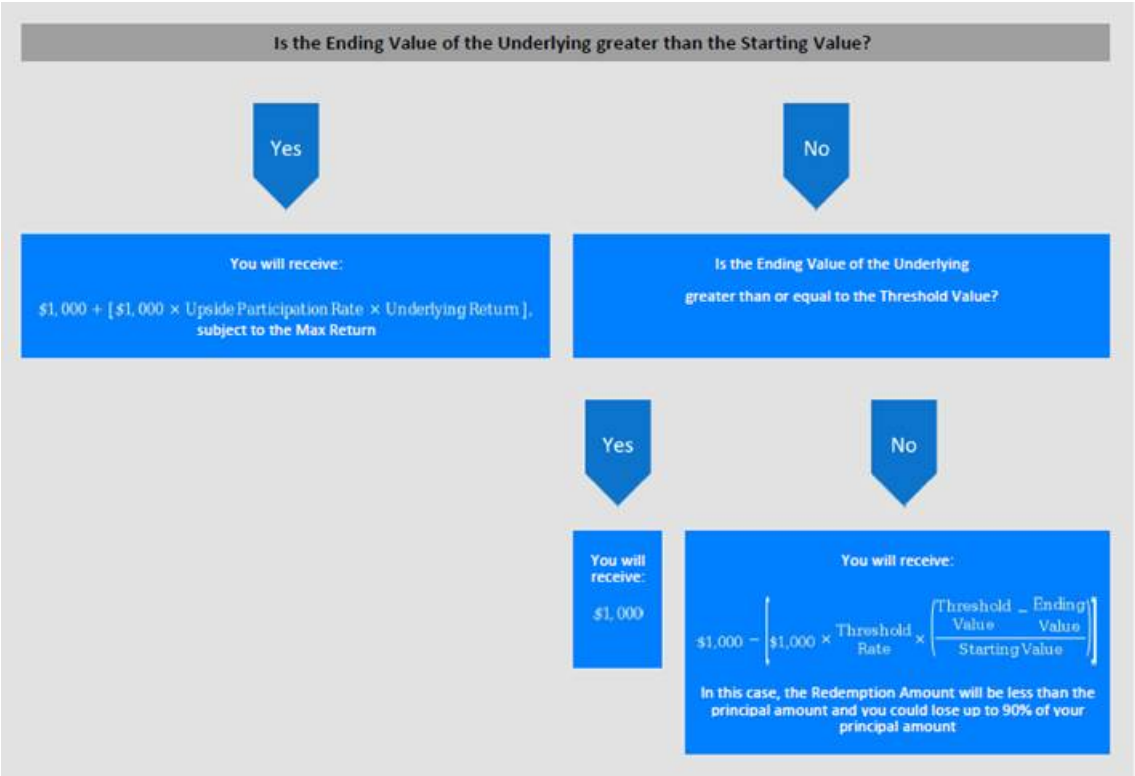 Is the Ending Value of the Underlying greater than the Starting Value?
Yes
No
You will receive:
$1,000 + [$1,000 × Upside Participation Rate × Underlying Return],
subject to the Max Return
Is the Ending Value of the Underlying
greater than or equal to the Threshold Value?
Yes
No
You will
receive:
$1,000
You will receive:
$1,000 − [$1,000 × Threshold Rate × ((Threshold Value − Ending Value) / Starting Value)]
In this case, the Redemption Amount will be less than the
principal amount and you could lose up to 90% of your
principal amount